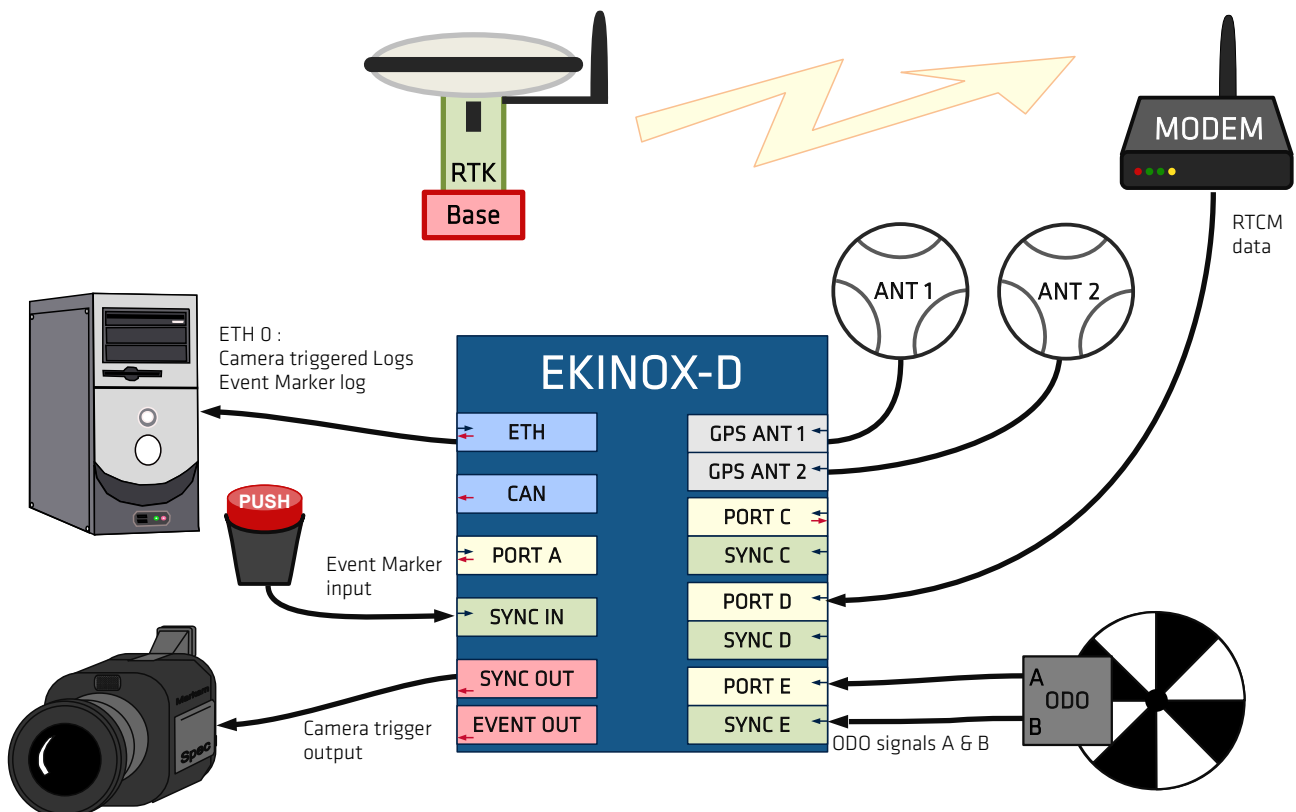 MODEM
RTK
Base
RTCM
data
ANT 1
ANT 2
ETH 0 :
Camera triggered Logs
Event Marker log
EKINOX-D
ETH
CAN
PORT A
SYNC IN
SYNC OUT
EVENT OUT
GPS ANT 1
GPS ANT 2
PORT C
SYNC C
PORT D
SYNC D
PORT E
SYNC E
PUSH
Event Marker
input
Camera trigger
output
Spec
A
ODO
B
ODO signals A & B